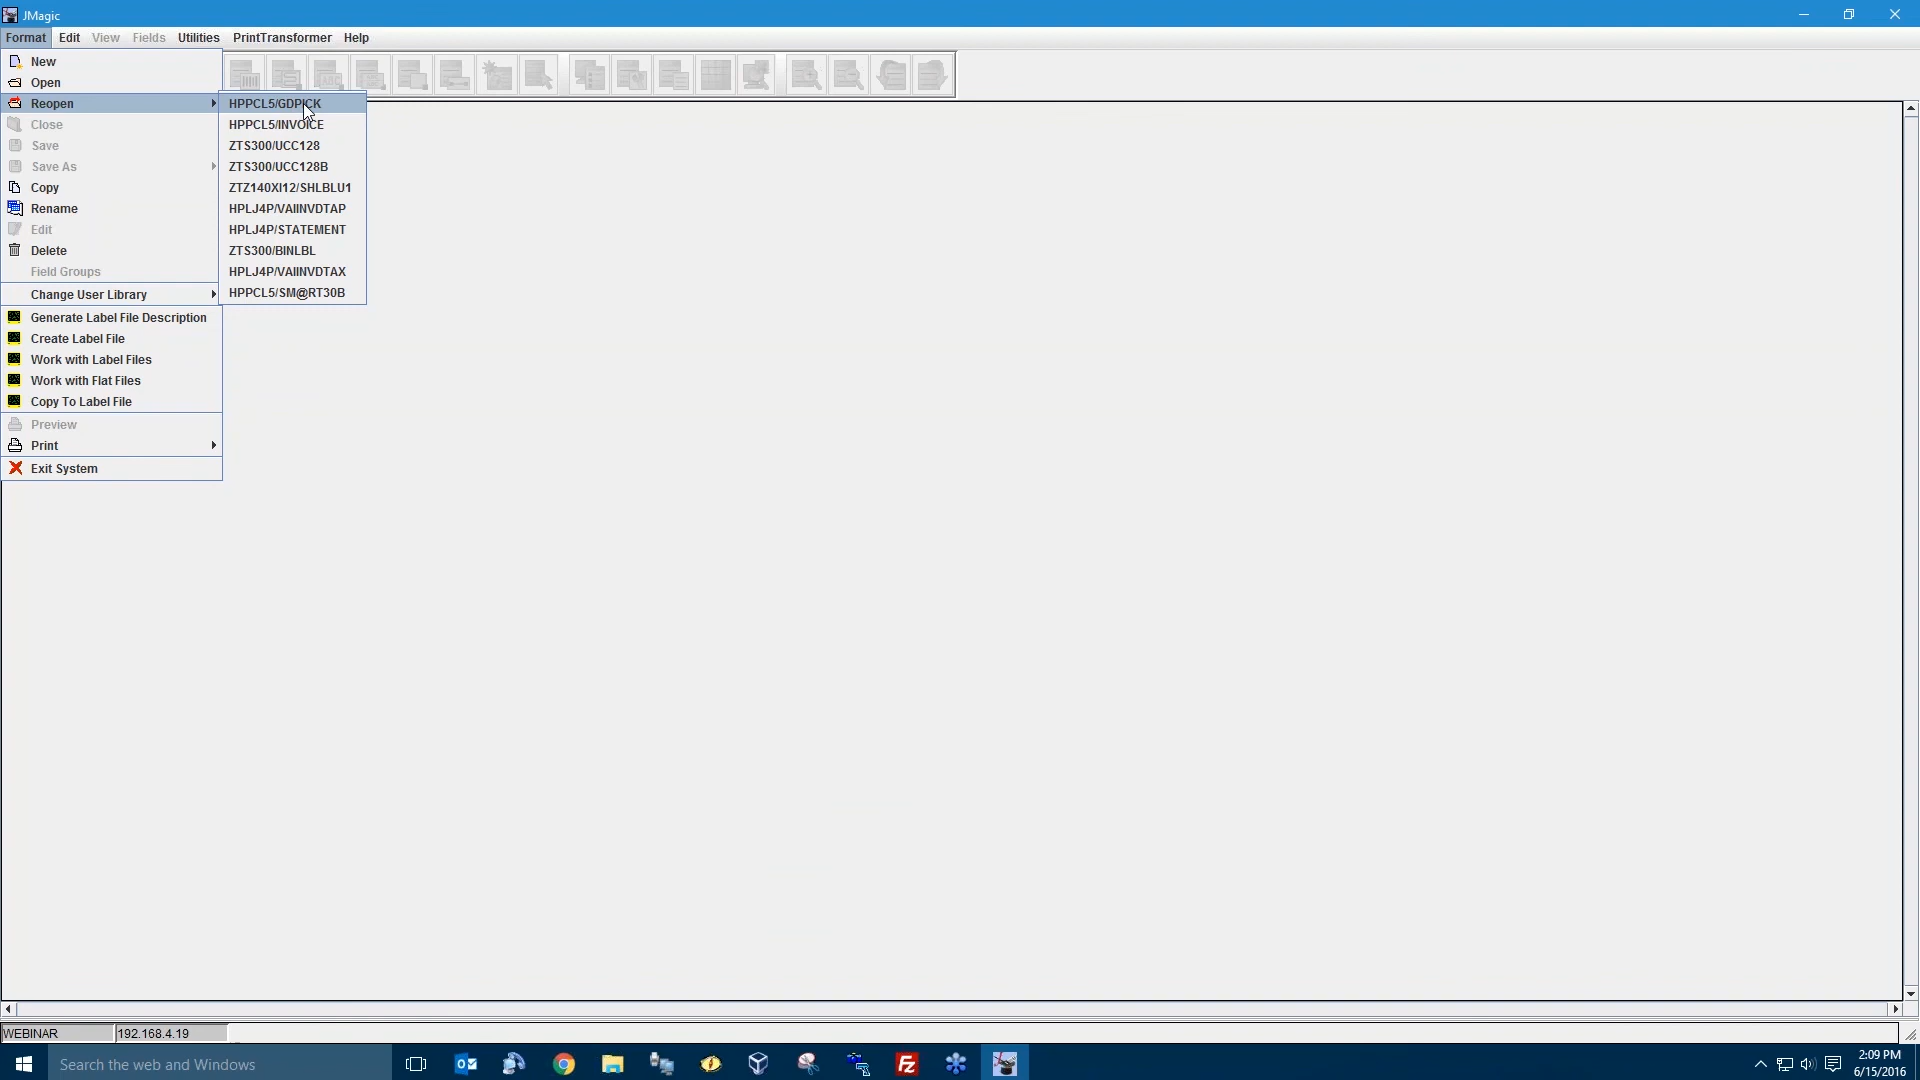 JMagic
Format Edit View Fields Utilities PrintTransformer Help
New
Open
Reopen
Close
Save
Save As
Copy
Rename
Edit
Delete
Field Groups
Change User Library
Generate Label File Description
Create Label File
Work with Label Files
Work with Flat Files
Copy To Label File
Preview
Print
Exit System
HPPCL5/GDPICK
HPPCL5/INVOICE
ZTS300/UCC128
ZTS300/UCC128B
ZTZ140XI12/SHLBLU1
HPLJ4P/VAIINVDTAP
HPLJ4P/STATEMENT
ZTS300/BINLBL
HPLJ4P/VAIINVDTAX
HPPCL5/SM@RT30B
WEBINAR 192.168.4.19
Search the web and Windows
2:09 PM
6/15/2016